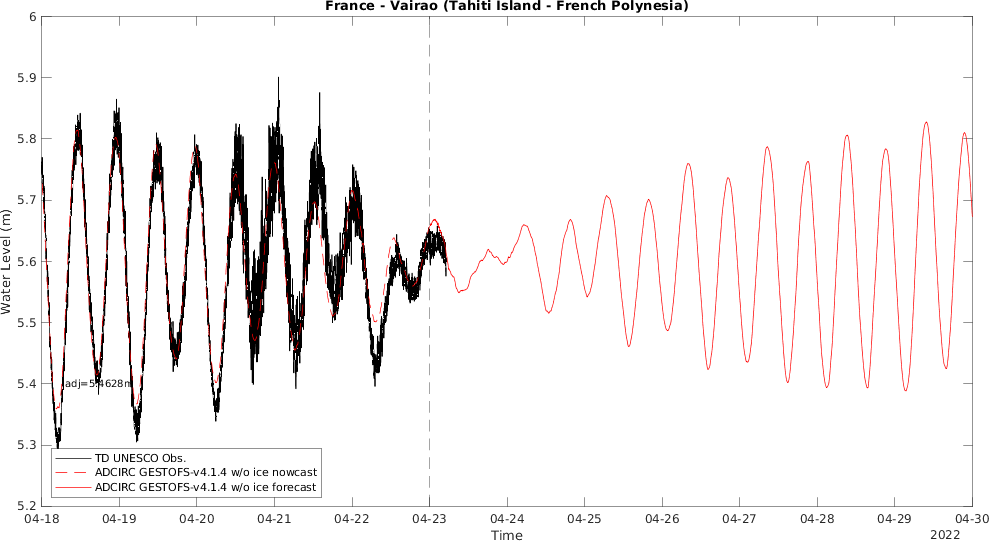 France - Vairao (Tahiti Island - French Polynesia)
6
5.9
5.8
5.7
5.6
5.5
5.4
5.3
5.2
Water Level (m)
adj=5.4628m
TD UNESCO Obs.
ADCIRC GESTOFS-v4.1.4 w/o ice nowcast
ADCIRC GESTOFS-v4.1.4 w/o ice forecast
04-18 04-19 04-20 04-21 04-22 04-23 04-24 04-25 04-26 04-27 04-28 04-29 04-30
Time
2022